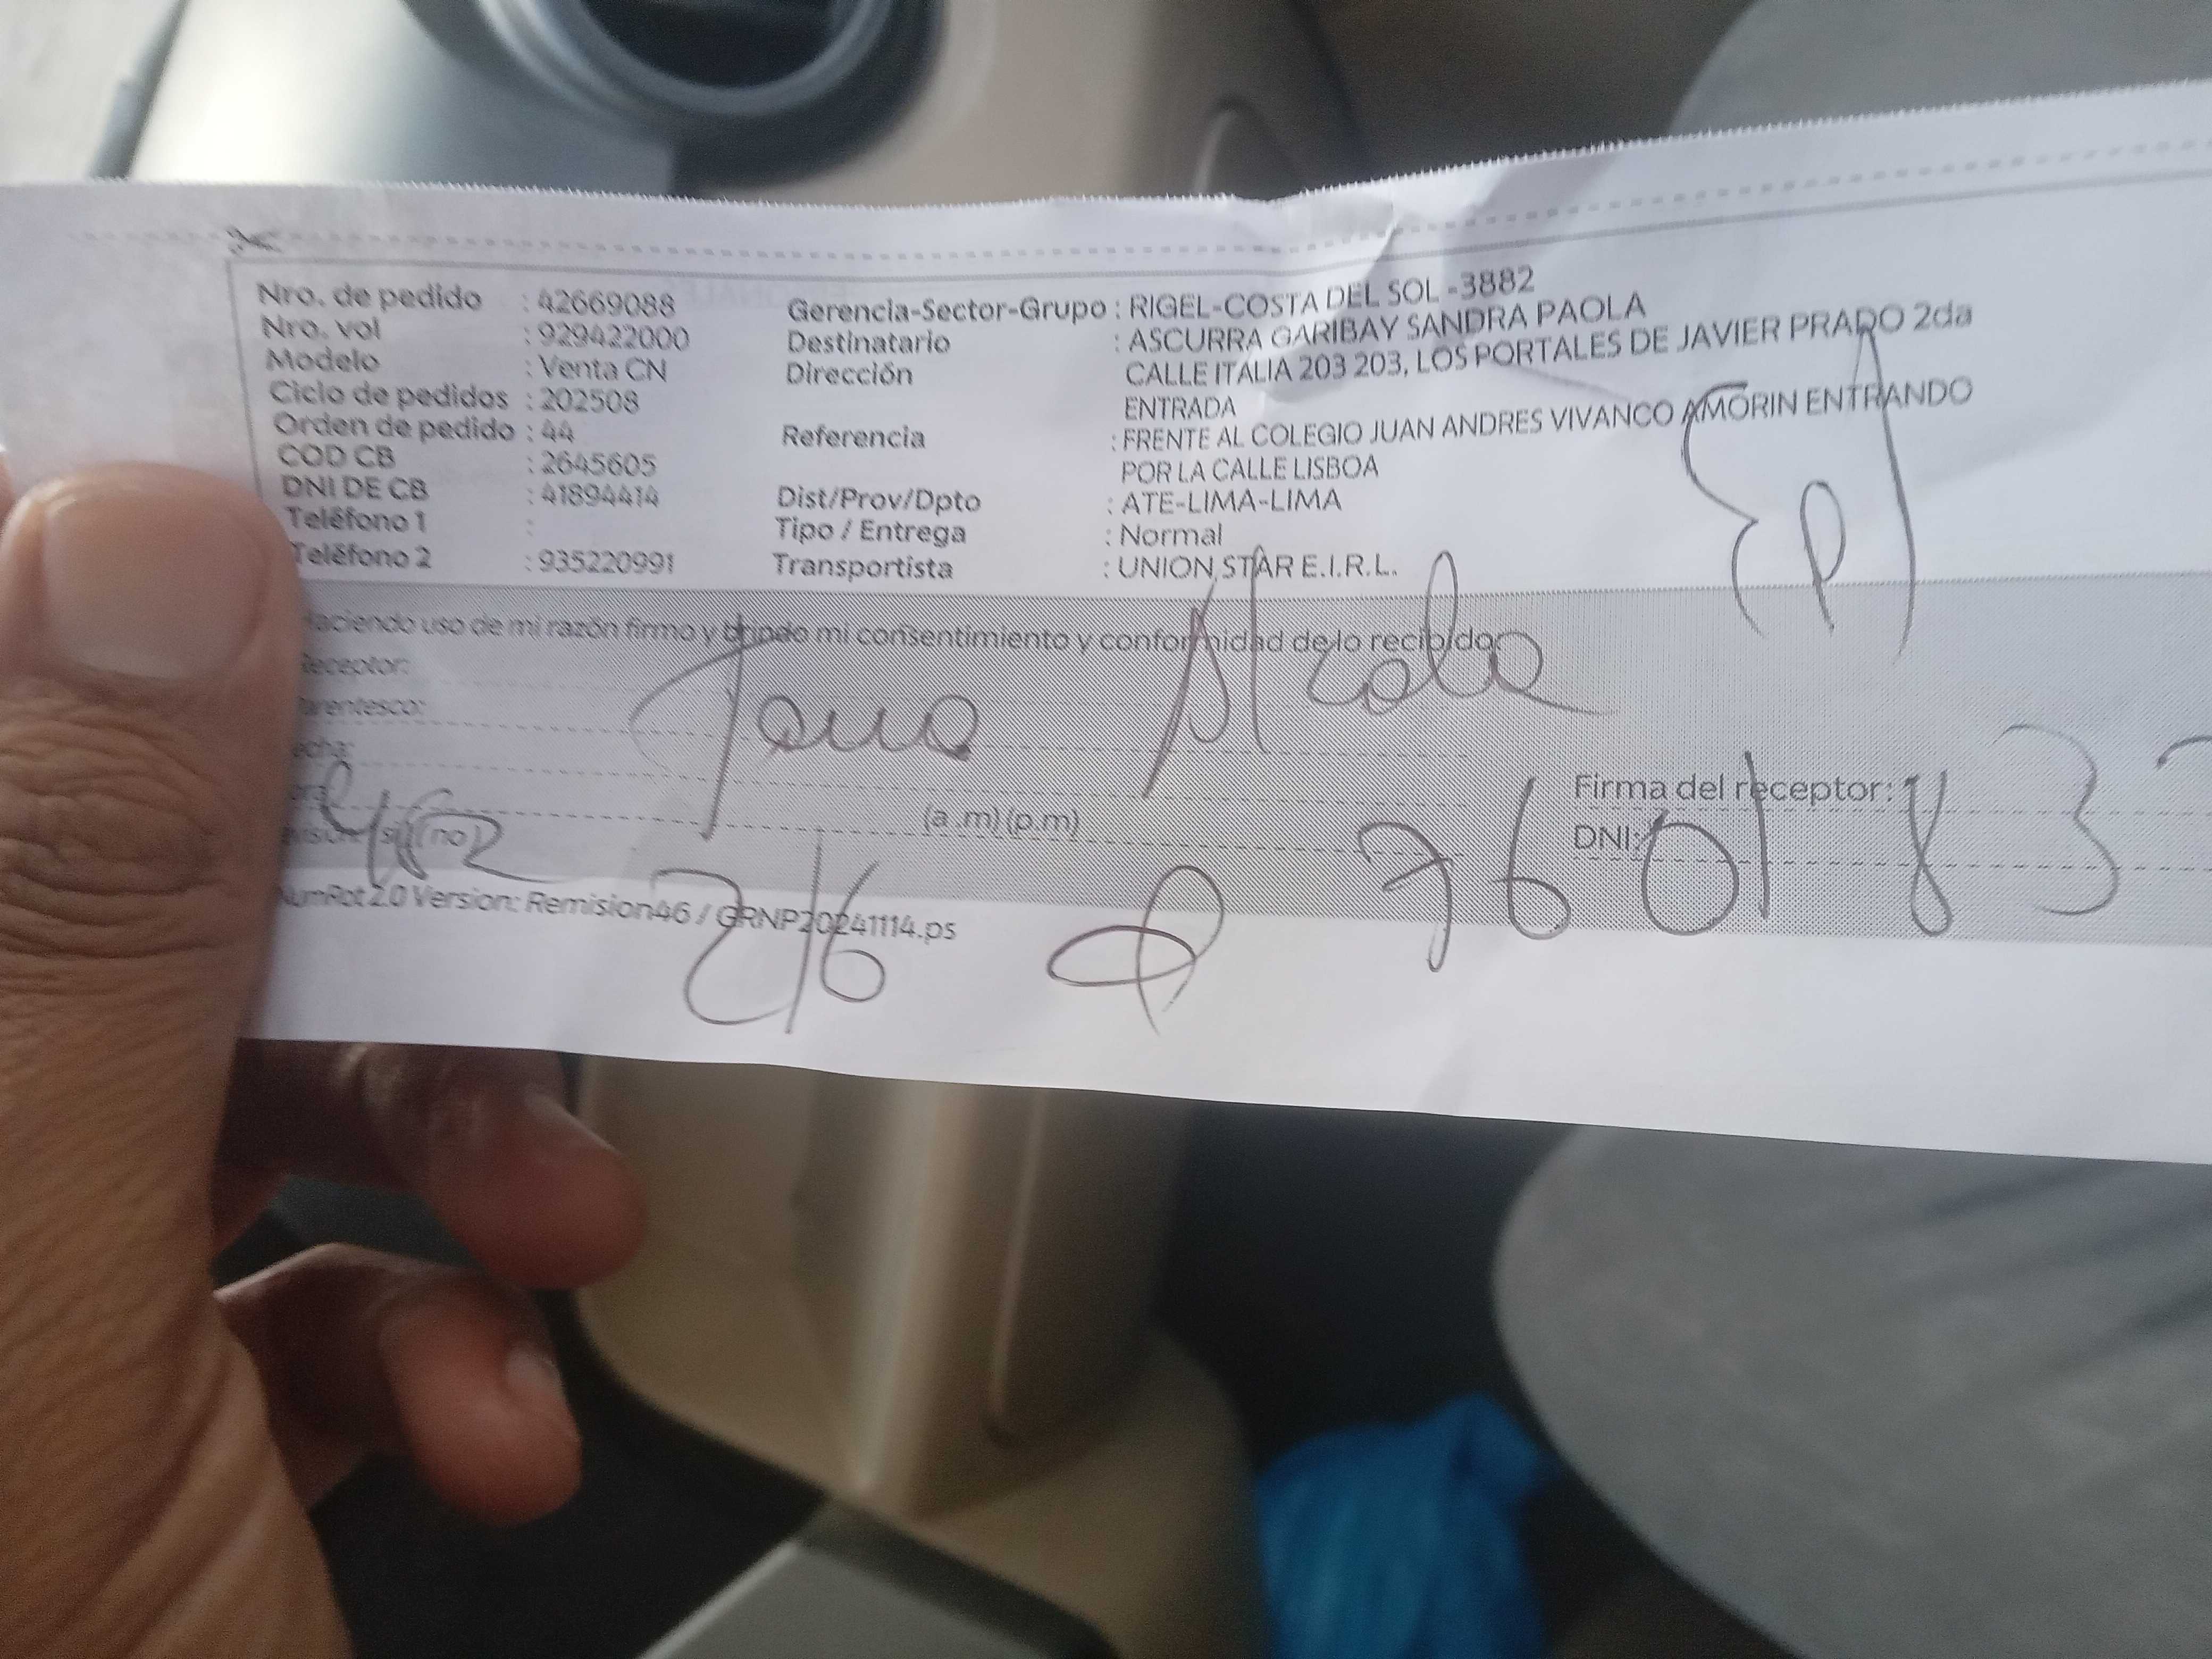 Nro. de pedido : 42669088
Nro. vol : 929422000
Modelo : Venta CN
Ciclo de pedidos : 202508
Orden de pedido : 44
COD CB : 2645605
DNI DE CB : 41894414
Teléfono 1 :
Teléfono 2 : 935220991
Gerencia-Sector-Grupo : RIGEL-COSTA DEL SOL -3882
Destinatario : ASCURRA GARIBAY SANDRA PAOLA
Dirección : CALLE ITALIA 203 203, LOS PORTALES DE JAVIER PRADO 2da
ENTRADA
Referencia : FRENTE AL COLEGIO JUAN ANDRES VIVANCO AMORIN ENTRANDO
POR LA CALLE LISBOA
Dist/Prov/Dpto : ATE-LIMA-LIMA
Tipo / Entrega : Normal
Transportista : UNION STAR E.I.R.L.
Haciendo uso de mi razón firmo y brindo mi consentimiento y conformidad de lo recibido:
Receptor:
Parentesco:
(a .m) (p.m)
Firma del receptor:
DNI: 7601 83
2/6
NumRot 2.0 Version: Remision46 / GRNP20241114.ps